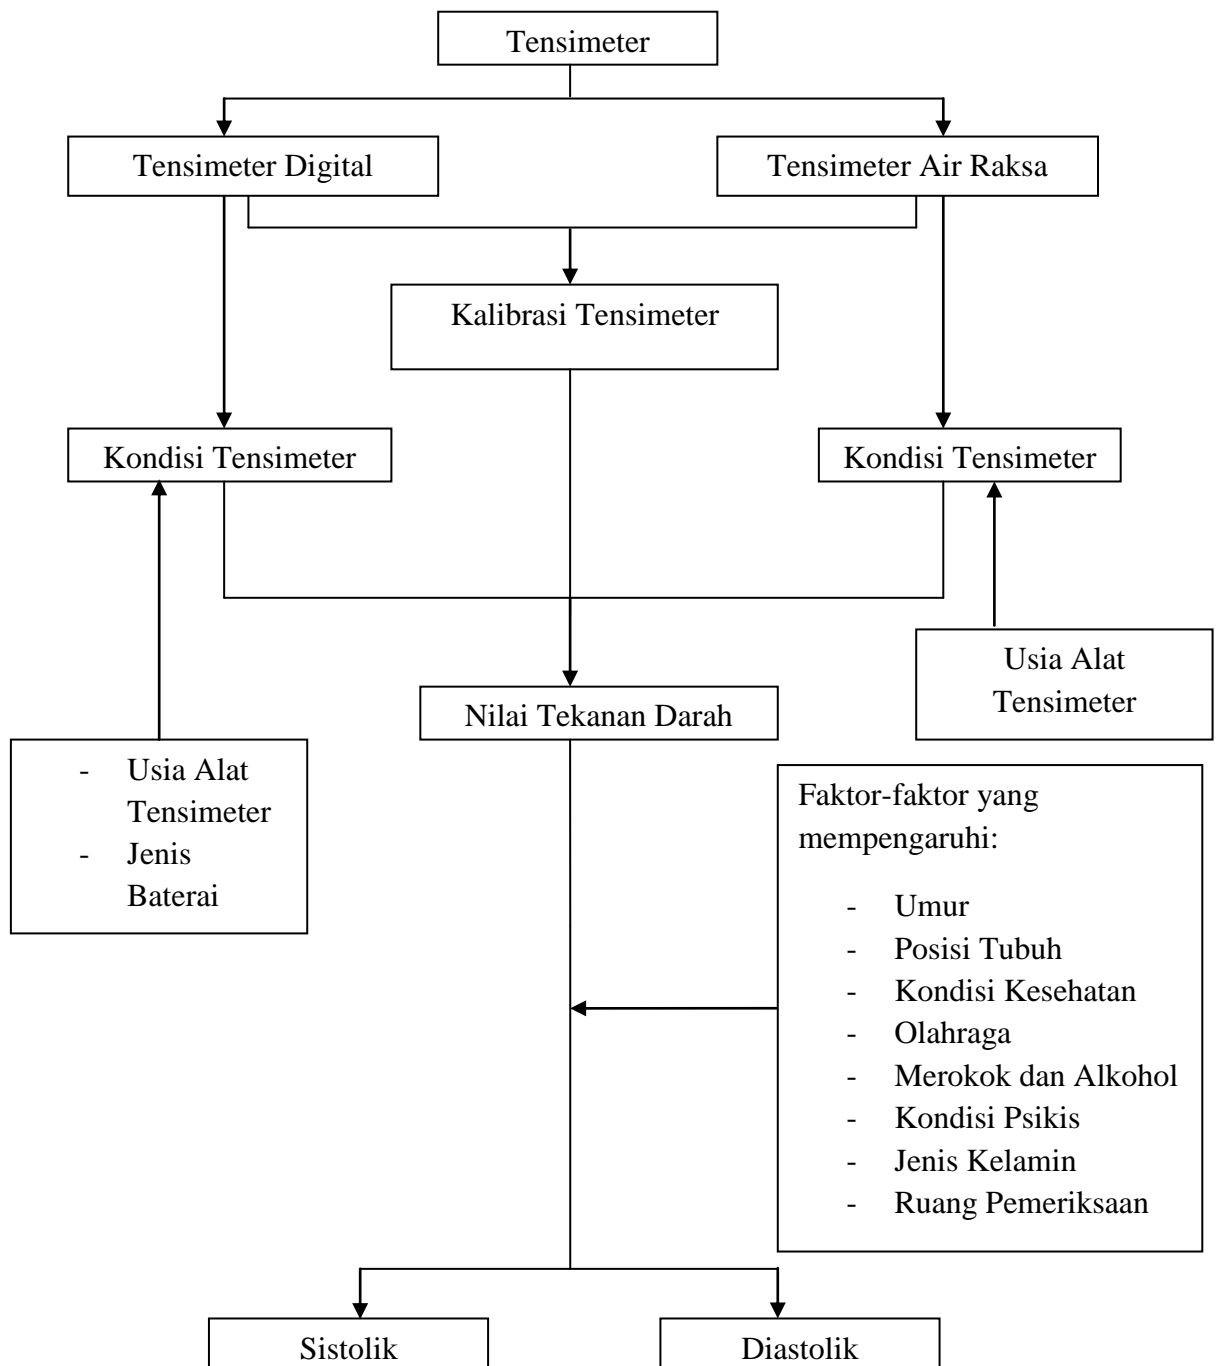 Tensimeter
Tensimeter Digital
Tensimeter Air Raksa
Kalibrasi Tensimeter
Kondisi Tensimeter
Kondisi Tensimeter
Usia Alat
Tensimeter
Nilai Tekanan Darah
- Usia Alat
Tensimeter
- Jenis
Baterai
Faktor-faktor yang
mempengaruhi:
- Umur
- Posisi Tubuh
- Kondisi Kesehatan
- Olahraga
- Merokok dan Alkohol
- Kondisi Psikis
- Jenis Kelamin
- Ruang Pemeriksaan
Sistolik
Diastolik